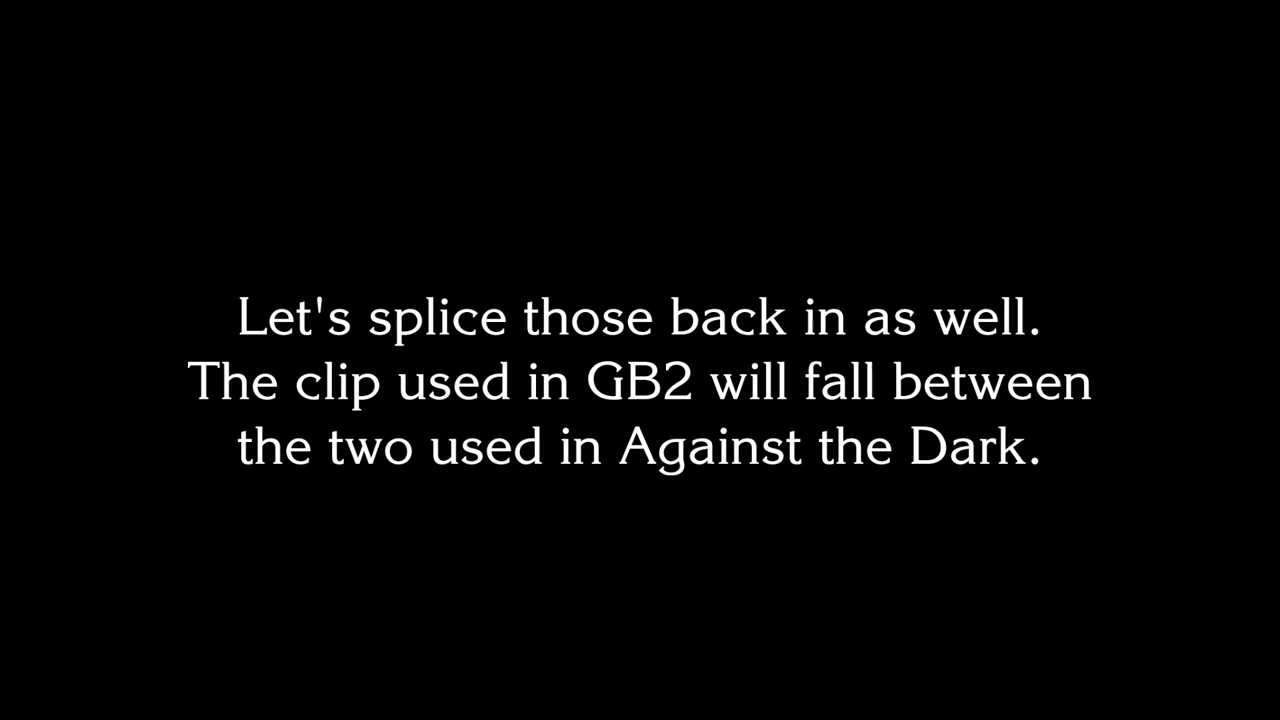 Let's splice those back in as well.
The clip used in GB2 will fall between
the two used in Against the Dark.